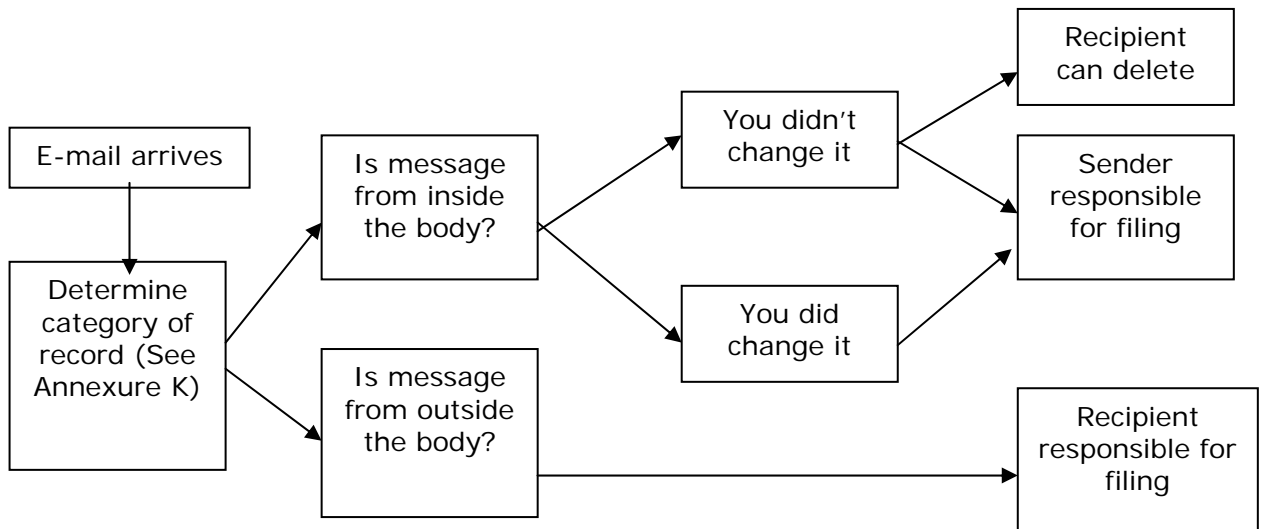 E-mail arrives
Determine
category of
record (See
Annexure K)
Is message
from inside
the body?
Is message
from outside
the body?
You didn't
change it
You did
change it
Recipient
can delete
Sender
responsible
for filing
Recipient
responsible for
filing